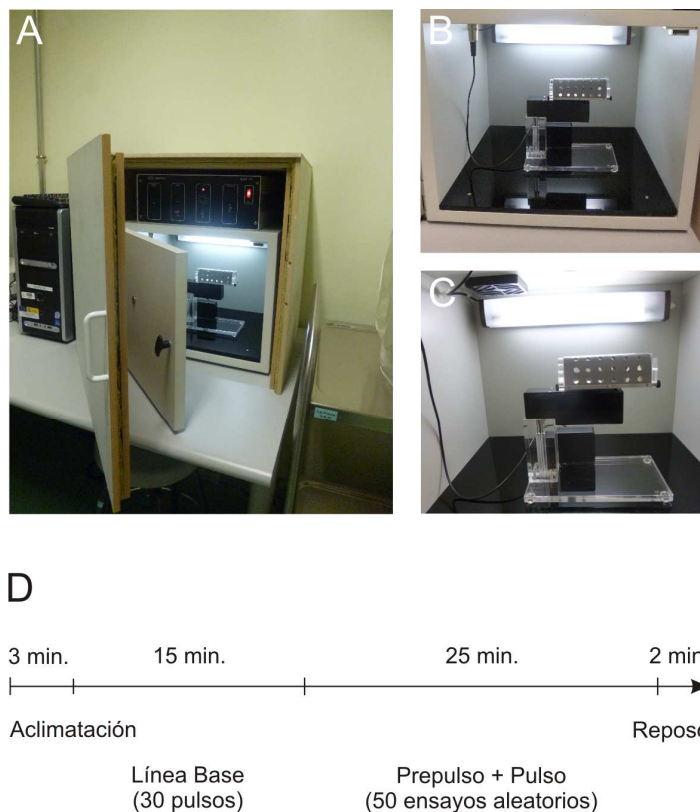 A
B
C
D
3 min.
15 min.
25 min.
2 min
Aclimatación
Reposo
Línea Base
(30 pulsos)
Prepulso + Pulso
(50 ensayos aleatorios)